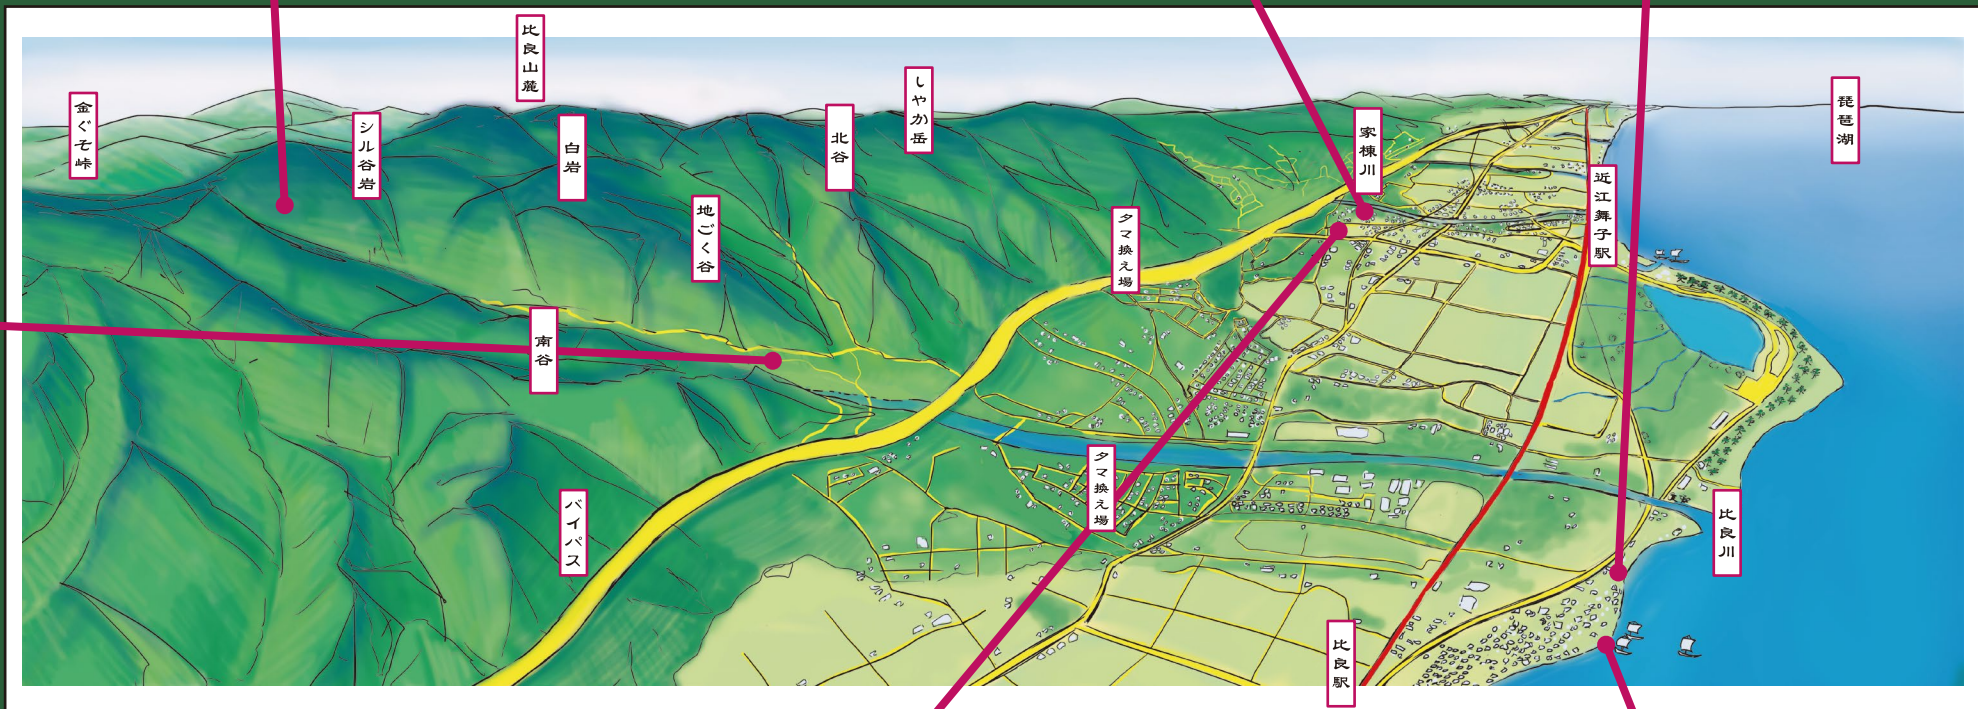 金ぐそ峠
シル谷岩
比良山麓
白岩
地ごく谷
北谷
しやか岳
タマ換え場
家棟川
近江舞子駅
琵琶湖
南谷
バイパス
タマ換え場
比良川
比良駅